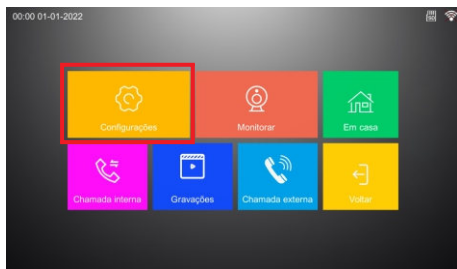 00:00 01-01-2022
Configurações
Monitorar
Em casa
Chamada interna
Gravações
Chamada externa
Voltar